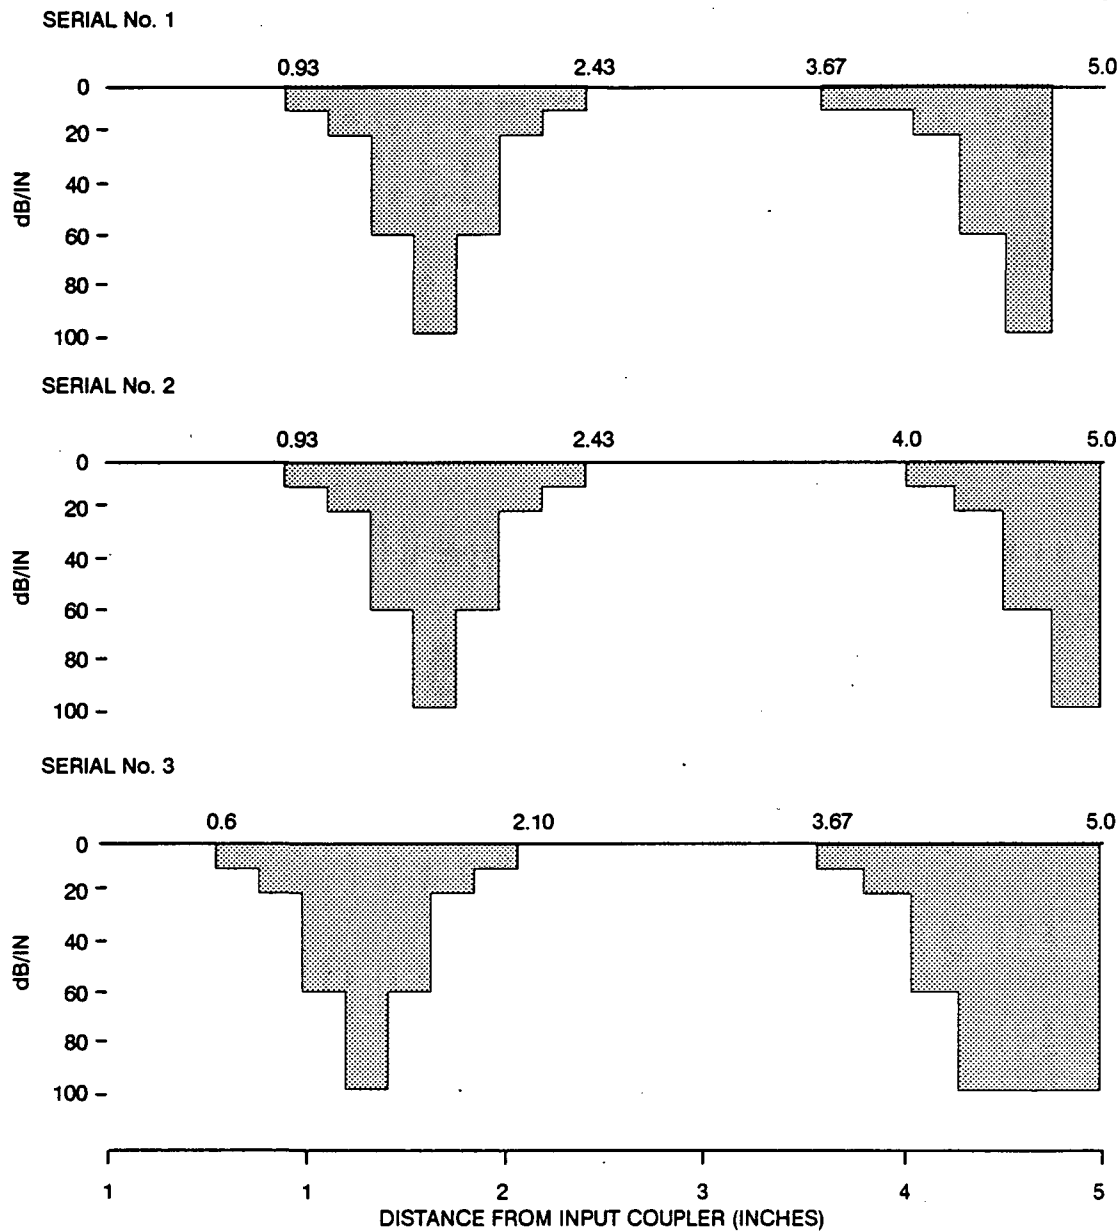 SERIAL No. 1
0.93 2.43 3.67 5.0
0
20
40
60
80
100
dB/IN
SERIAL No. 2
0.93 2.43 4.0 5.0
0
20
40
60
80
100
dB/IN
SERIAL No. 3
0.6 2.10 3.67 5.0
0
20
40
60
80
100
dB/IN
1 1 2 3 4 5
DISTANCE FROM INPUT COUPLER (INCHES)